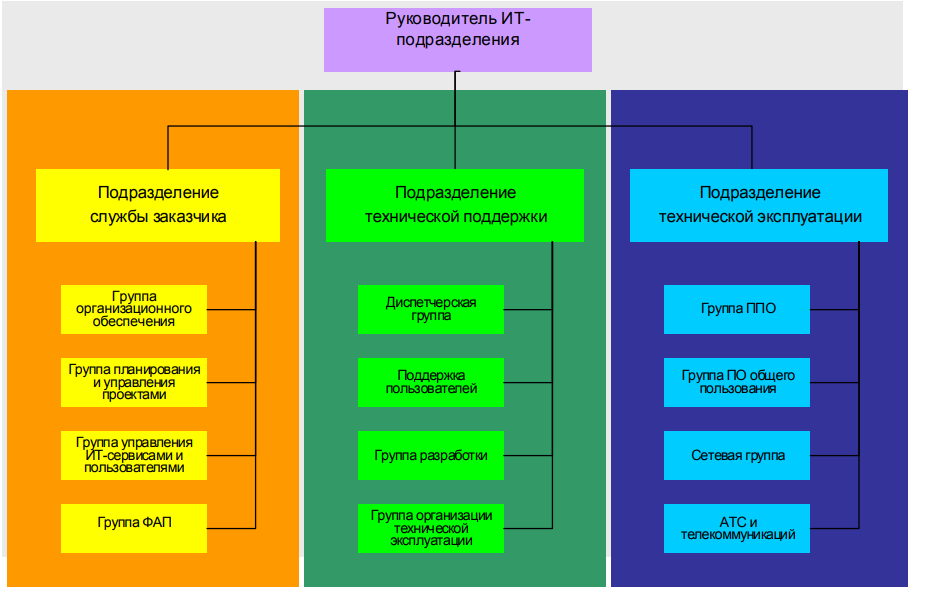 Руководитель ИТ-
подразделения
Подразделение
службы заказчика
Группа
организационного
обеспечения
Группа планирования
и управления
проектами
Группа управления
ИТ-сервисами и
пользователями
Группа ФАП
Подразделение
технической поддержки
Диспетчерская
группа
Поддержка
пользователей
Группа разработки
Группа организации
технической
эксплуатации
Подразделение
технической эксплуатации
Группа ППО
Группа ПО общего
пользования
Сетевая группа
АТС и
телекоммуникаций